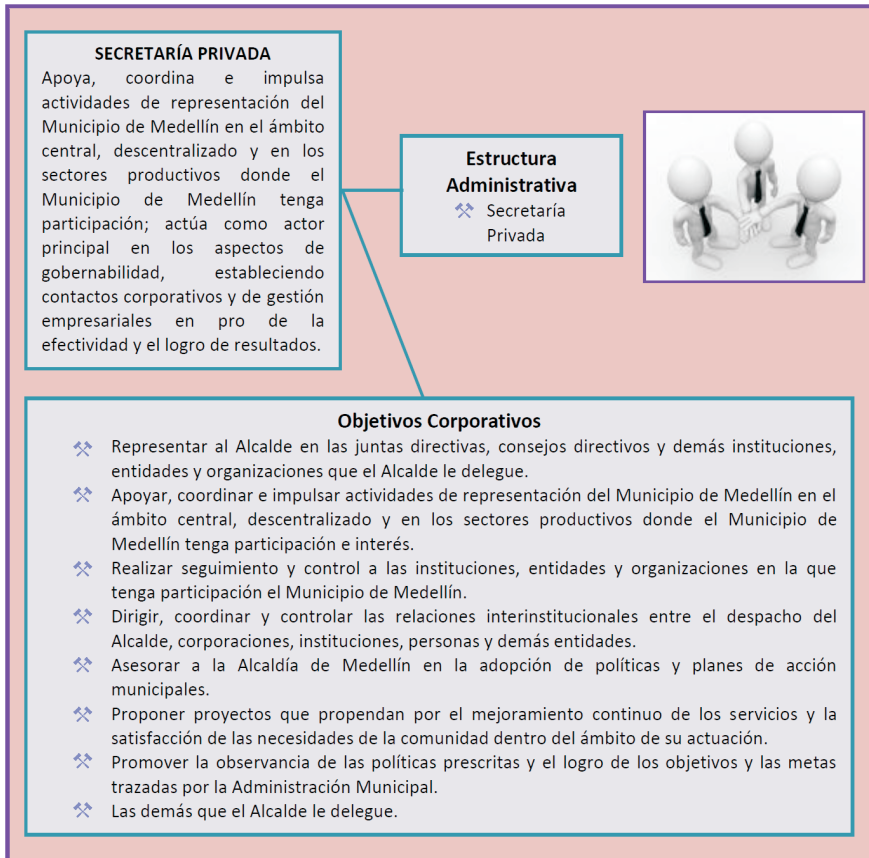 SECRETARÍA PRIVADA
Apoya, coordina e impulsa
actividades de representación del
Municipio de Medellín en el ámbito
central, descentralizado y en los
sectores productivos donde el
Municipio de Medellín tenga
participación; actúa como actor
principal en los aspectos de
gobernabilidad, estableciendo
contactos corporativos y de gestión
empresariales en pro de la
efectividad y el logro de resultados.
Estructura
Administrativa
Secretaría
Privada
Objetivos Corporativos
Representar al Alcalde en las juntas directivas, consejos directivos y demás instituciones,
entidades y organizaciones que el Alcalde le delegue.
Apoyar, coordinar e impulsar actividades de representación del Municipio de Medellín en el
ámbito central, descentralizado y en los sectores productivos donde el Municipio de
Medellín tenga participación e interés.
Realizar seguimiento y control a las instituciones, entidades y organizaciones en la que
tenga participación el Municipio de Medellín.
Dirigir, coordinar y controlar las relaciones interinstitucionales entre el despacho del
Alcalde, corporaciones, instituciones, personas y demás entidades.
Asesorar a la Alcaldía de Medellín en la adopción de políticas y planes de acción
municipales.
Proponer proyectos que propendan por el mejoramiento continuo de los servicios y la
satisfacción de las necesidades de la comunidad dentro del ámbito de su actuación.
Promover la observancia de las políticas prescritas y el logro de los objetivos y las metas
trazadas por la Administración Municipal.
Las demás que el Alcalde le delegue.